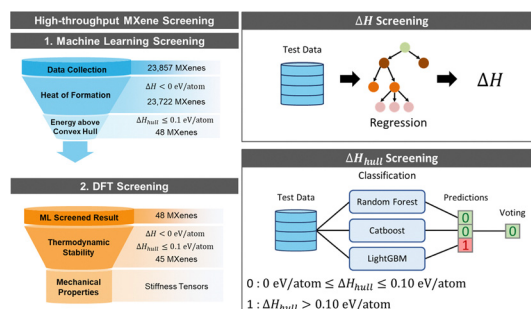 High-throughput MXene Screening
1. Machine Learning Screening
Data Collection
23,857 MXenes
Heat of Formation
ΔH < 0 eV/atom
23,722 MXenes
Energy above
Convex Hull
ΔH_hull ≤ 0.1 eV/atom
48 MXenes
2. DFT Screening
ML Screened Result
48 MXenes
Thermodynamic
Stability
ΔH < 0 eV/atom
ΔH_hull ≤ 0.1 eV/atom
45 MXenes
Mechanical
Properties
Stiffness Tensors
ΔH Screening
Test Data
Regression
ΔH
ΔH_hull Screening
Classification
Test Data
Random Forest
Catboost
LightGBM
Predictions
0
0
1
Voting
0
0 : 0 eV/atom ≤ ΔH_hull ≤ 0.10 eV/atom
1 : ΔH_hull > 0.10 eV/atom